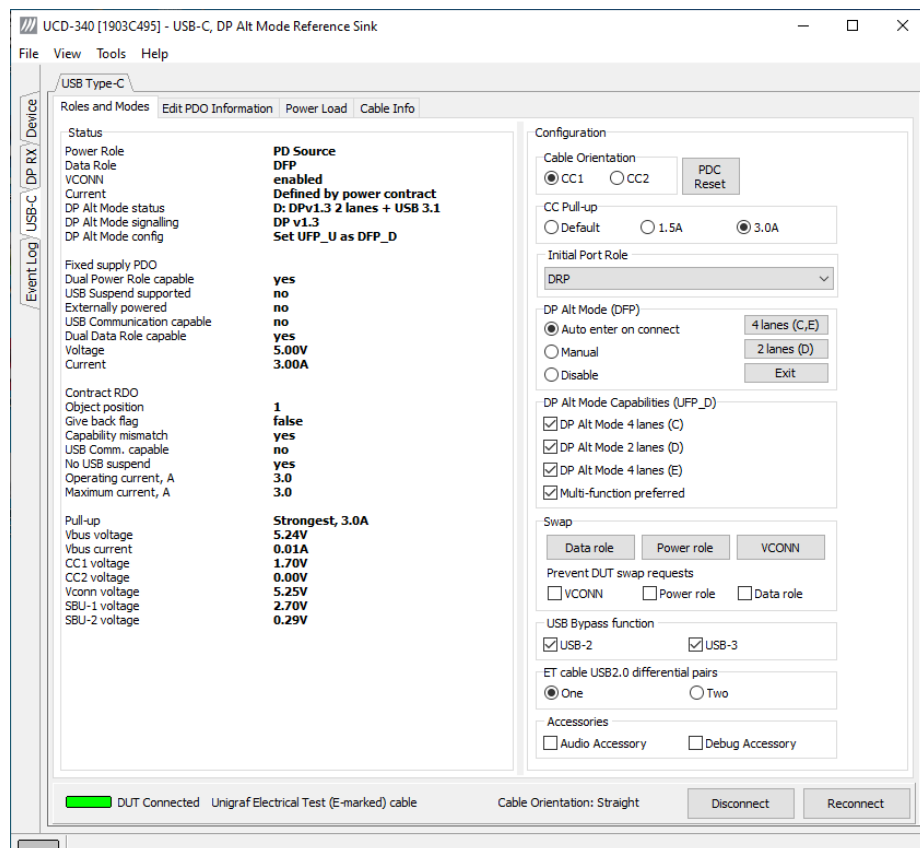 UCD-340 [1903C495] - USB-C, DP Alt Mode Reference Sink
File View Tools Help
Device
DP RX
USB-C
Event Log
USB Type-C
Roles and Modes Edit PDO Information Power Load Cable Info
Status
Power Role PD Source
Data Role DFP
VCONN enabled
Current Defined by power contract
DP Alt Mode status D: DPv1.3 2 lanes + USB 3.1
DP Alt Mode signalling DP v1.3
DP Alt Mode config Set UFP_U as DFP_D
Fixed supply PDO
Dual Power Role capable yes
USB Suspend supported no
Externally powered no
USB Communication capable no
Dual Data Role capable yes
Voltage 5.00V
Current 3.00A
Contract RDO
Object position 1
Give back flag false
Capability mismatch yes
USB Comm. capable no
No USB suspend yes
Operating current, A 3.0
Maximum current, A 3.0
Pull-up Strongest, 3.0A
Vbus voltage 5.24V
Vbus current 0.01A
CC1 voltage 1.70V
CC2 voltage 0.00V
Vconn voltage 5.25V
SBU-1 voltage 2.70V
SBU-2 voltage 0.29V
Configuration
Cable Orientation
CC1 CC2
PDC
Reset
CC Pull-up
Default 1.5A 3.0A
Initial Port Role
DRP
DP Alt Mode (DFP)
Auto enter on connect 4 lanes (C,E)
Manual 2 lanes (D)
Disable Exit
DP Alt Mode Capabilities (UFP_D)
DP Alt Mode 4 lanes (C)
DP Alt Mode 2 lanes (D)
DP Alt Mode 4 lanes (E)
Multi-function preferred
Swap
Data role Power role VCONN
Prevent DUT swap requests
VCONN Power role Data role
USB Bypass function
USB-2 USB-3
ET cable USB2.0 differential pairs
One Two
Accessories
Audio Accessory Debug Accessory
DUT Connected Unigraf Electrical Test (E-marked) cable Cable Orientation: Straight Disconnect Reconnect